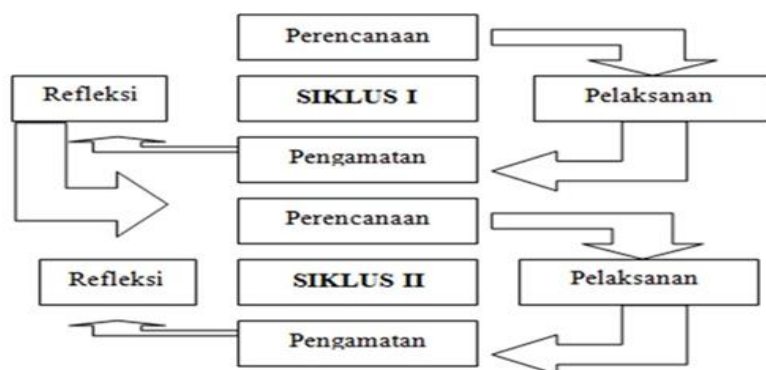 Perencanaan
Refleksi
SIKLUS I
Pelaksanan
Pengamatan
Perencanaan
Refleksi
SIKLUS II
Pelaksanan
Pengamatan